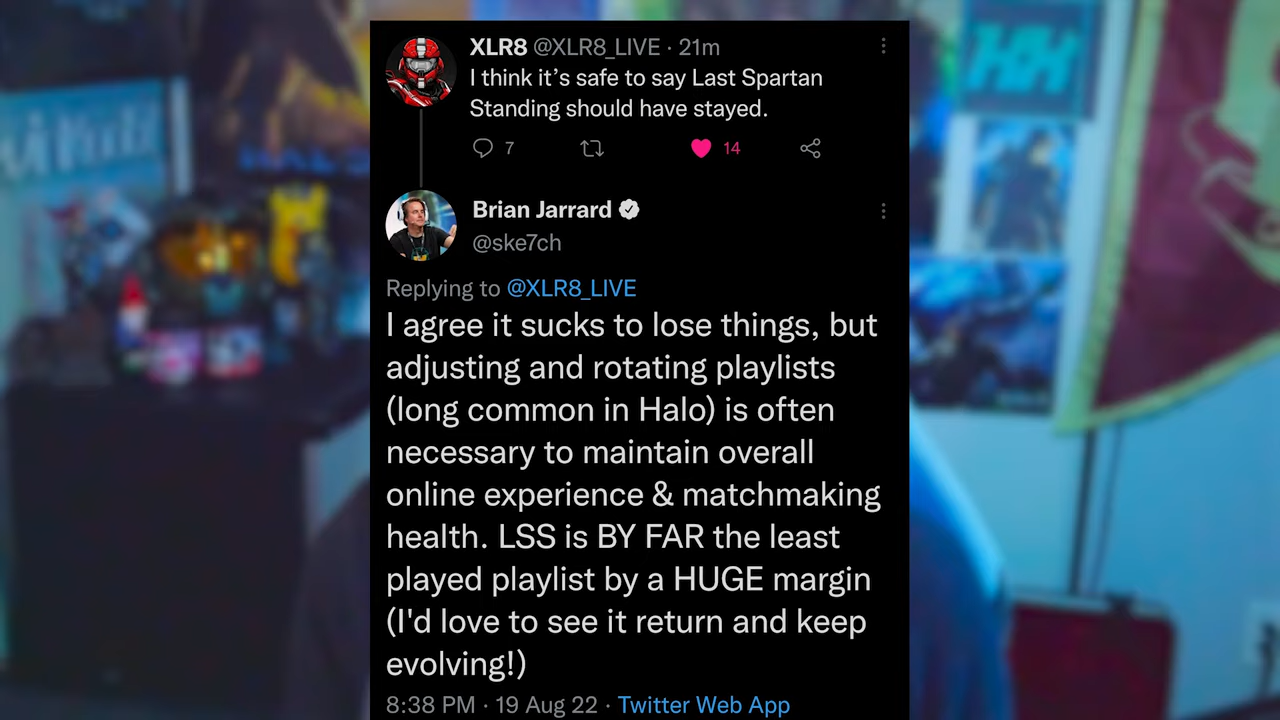 XLR8 @XLR8_LIVE · 21m
I think it’s safe to say Last Spartan
Standing should have stayed.
7
14
Brian Jarrard
@ske7ch
Replying to @XLR8_LIVE
I agree it sucks to lose things, but
adjusting and rotating playlists
(long common in Halo) is often
necessary to maintain overall
online experience & matchmaking
health. LSS is BY FAR the least
played playlist by a HUGE margin
(I'd love to see it return and keep
evolving!)
8:38 PM · 19 Aug 22 · Twitter Web App